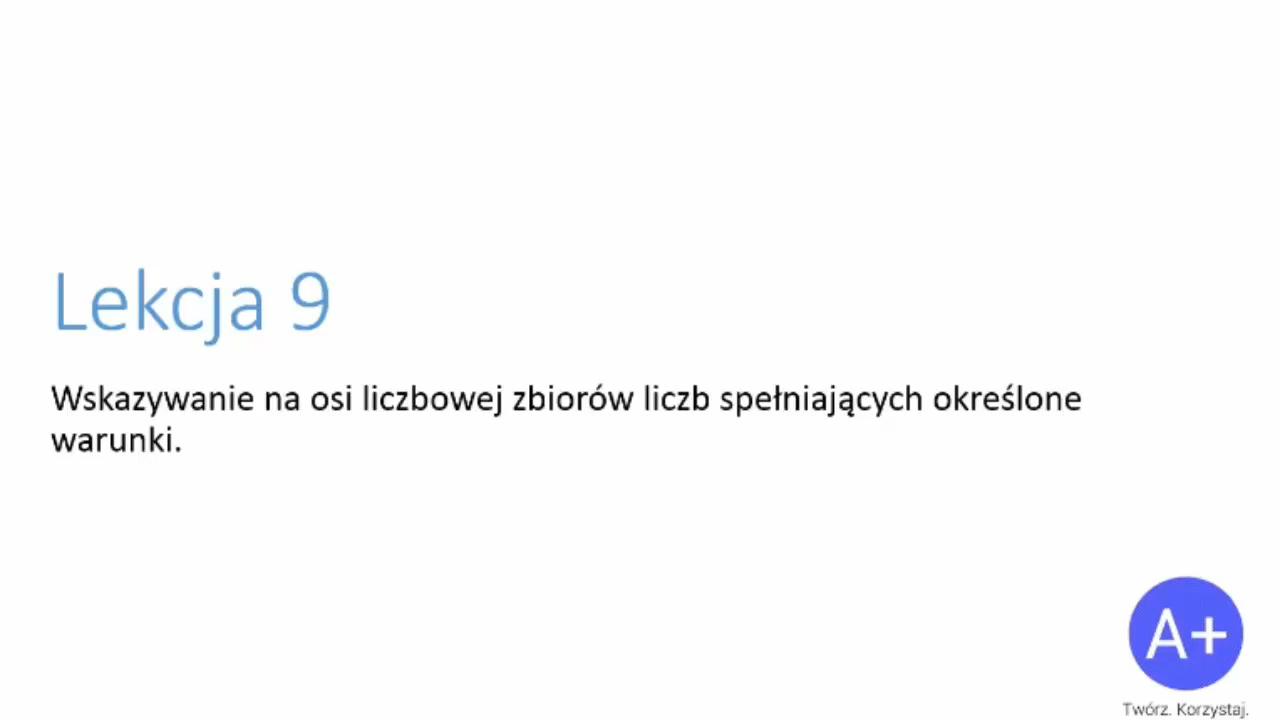 Lekcja 9
Wskazywanie na osi liczbowej zbiorów liczb spełniających określone
warunki.
A+
Twórz. Korzystaj.